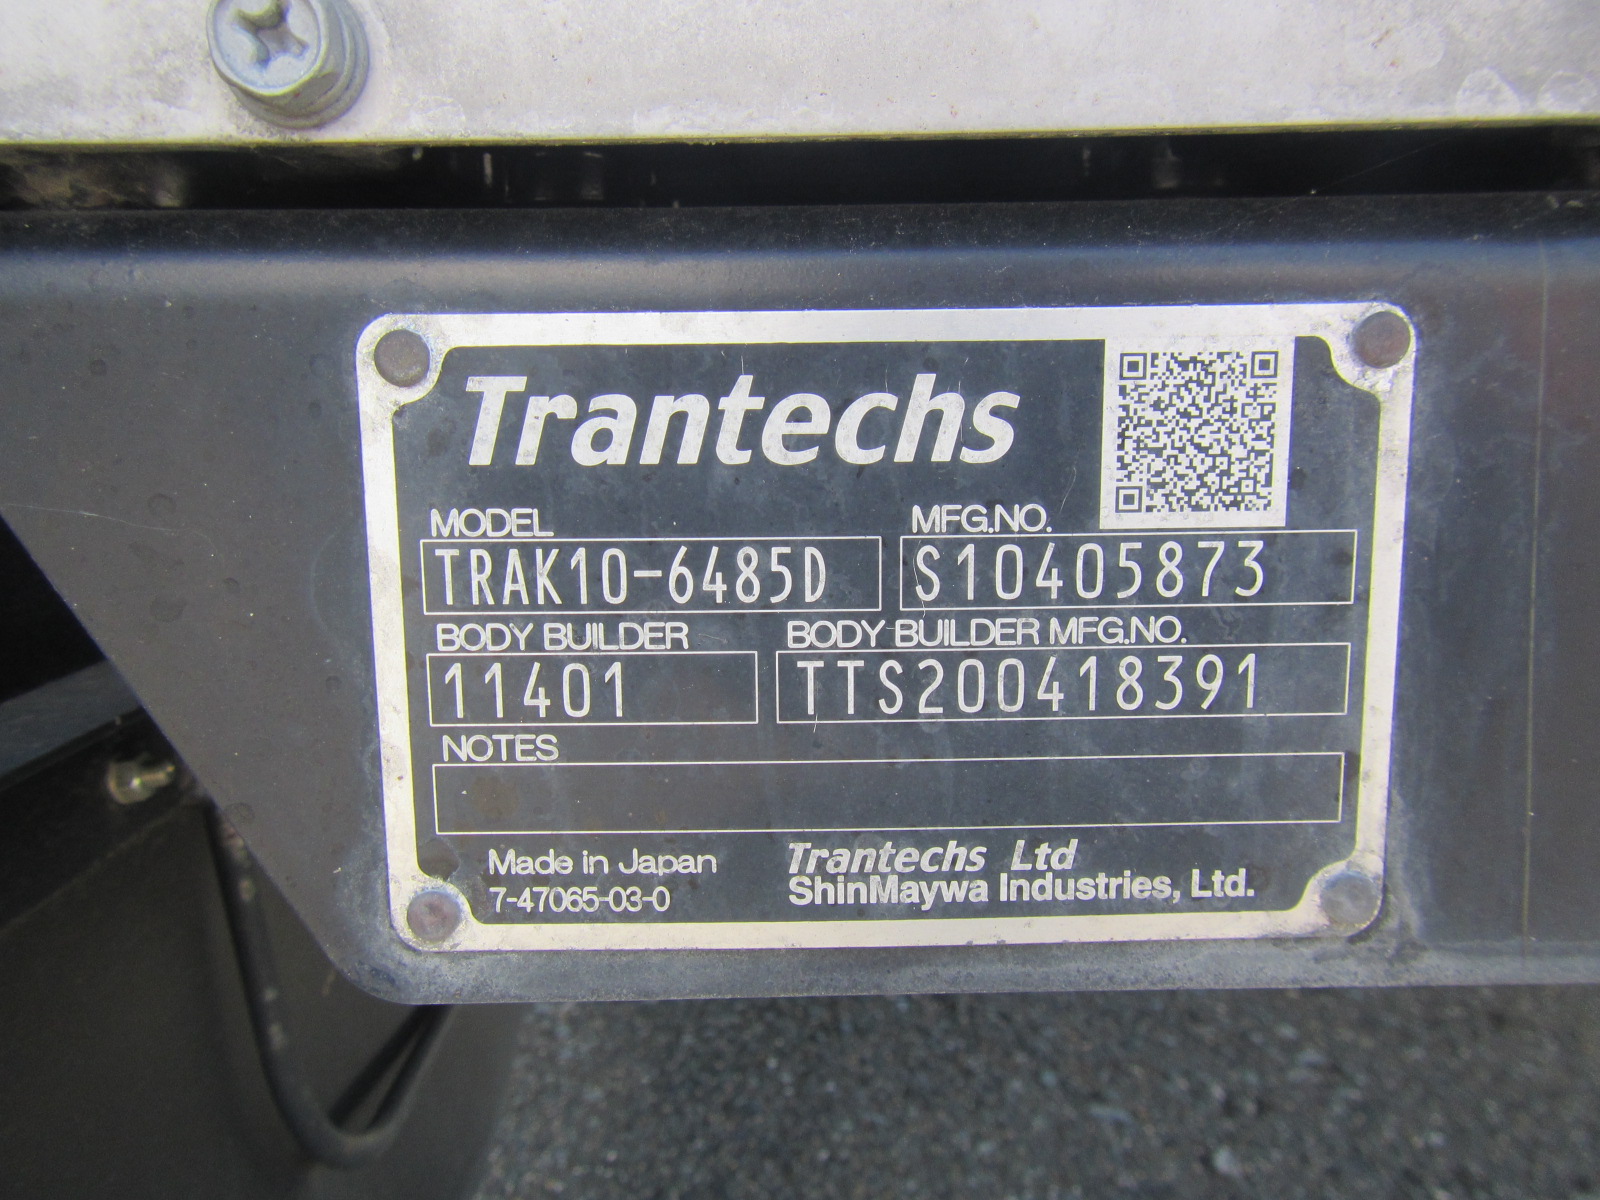 Trantechs
MODEL
MFG.NO.
TRAK10-6485D
S10405873
BODY BUILDER
BODY BUILDER MFG.NO.
11401
TTS200418391
NOTES
Made in Japan
7-47065-03-0
Trantechs Ltd
ShinMaywa Industries, Ltd.